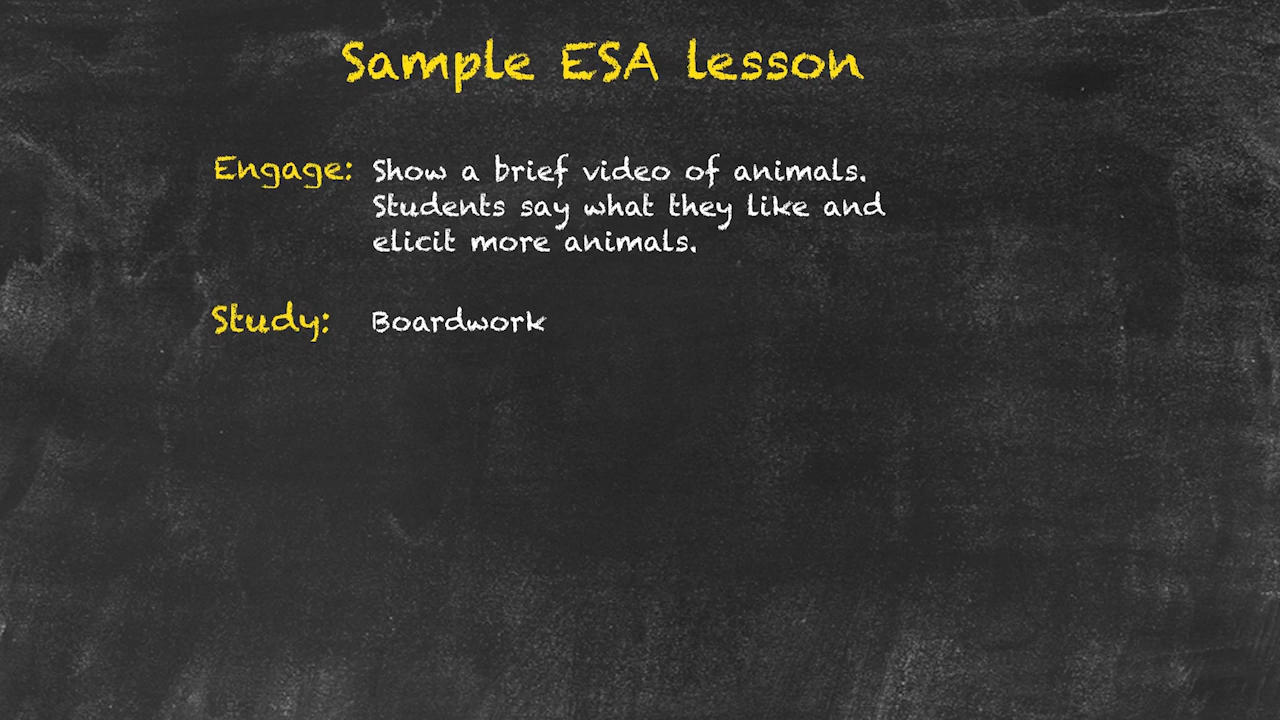 Sample ESA lesson
Engage: Show a brief video of animals.
Students say what they like and
elicit more animals.
Study: Boardwork